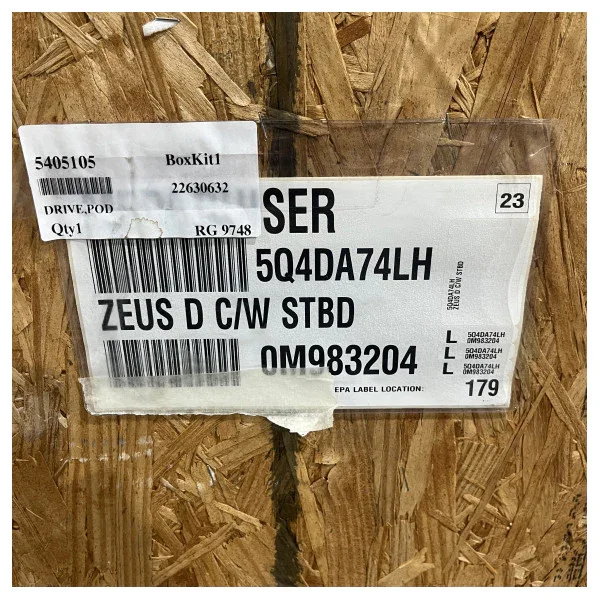 5405105 BoxKit1
22630632
DRIVE,POD
Qty1 RG 9748
SER
23
5Q4DA74LH
ZEUS D C/W STBD
0M983204
EPA LABEL LOCATION: 179
5Q4DA74LH
ZEUS D C/W STBD
L 5Q4DA74LH
0M983204
L 5Q4DA74LH
0M983204
L 5Q4DA74LH
0M983204